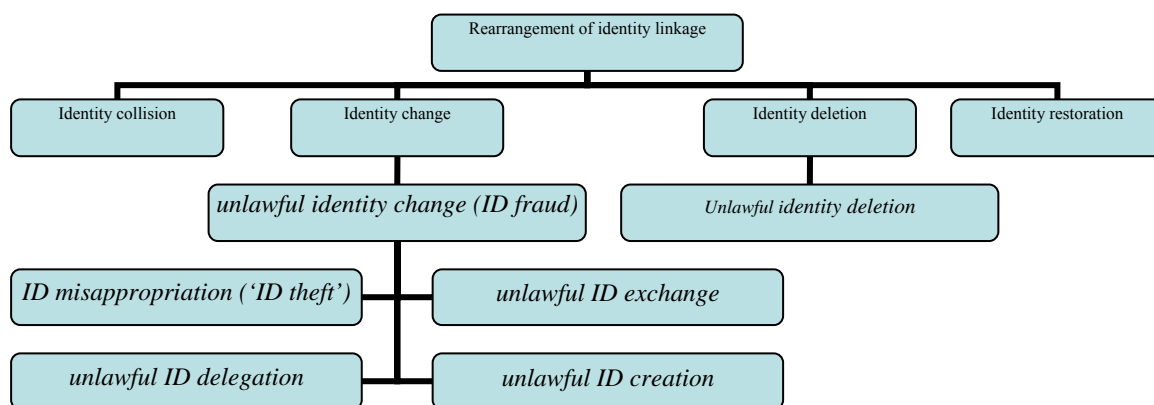 Rearrangement of identity linkage
Identity collision
Identity change
Identity deletion
Identity restoration
unlawful identity change (ID fraud)
Unlawful identity deletion
ID misappropriation (‘ID theft’)
unlawful ID exchange
unlawful ID delegation
unlawful ID creation